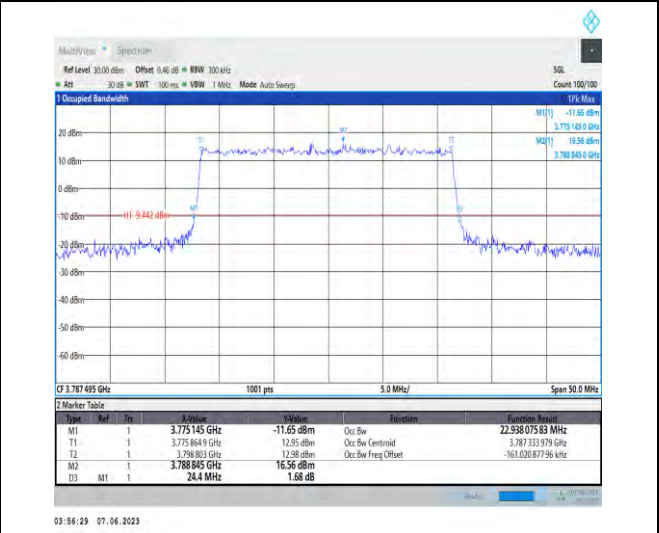 MultiView Spectrum
Ref Level 30.00 dBm Offset 9.46 dB RBW 300 kHz SGL
Att 30 dB SWT 100 ms VBW 1 MHz Mode Auto Sweep Count 100/100
1 Occupied Bandwidth 1Pk Max
M1[1] -11.65 dBm
3.775 145 0 GHz
M2[1] 16.56 dBm
3.788 845 0 GHz
20 dBm
10 dBm
0 dBm
-10 dBm
H1 -9.442 dBm
-20 dBm
-30 dBm
-40 dBm
-50 dBm
-60 dBm
CF 3.787 495 GHz 1001 pts 5.0 MHz/ Span 50.0 MHz
2 Marker Table
Type Ref Trc X-Value Y-Value Function Function Result
M1 1 3.775 145 GHz -11.65 dBm Occ Bw 22.938 075 83 MHz
T1 1 3.775 864 9 GHz 12.95 dBm Occ Bw Centroid 3.787 333 979 GHz
T2 1 3.798 803 GHz 12.98 dBm Occ Bw Freq Offset -161.020 877 96 kHz
M2 1 3.788 845 GHz 16.56 dBm
D3 M1 1 24.4 MHz 1.68 dB
03:56:29 07.06.2023